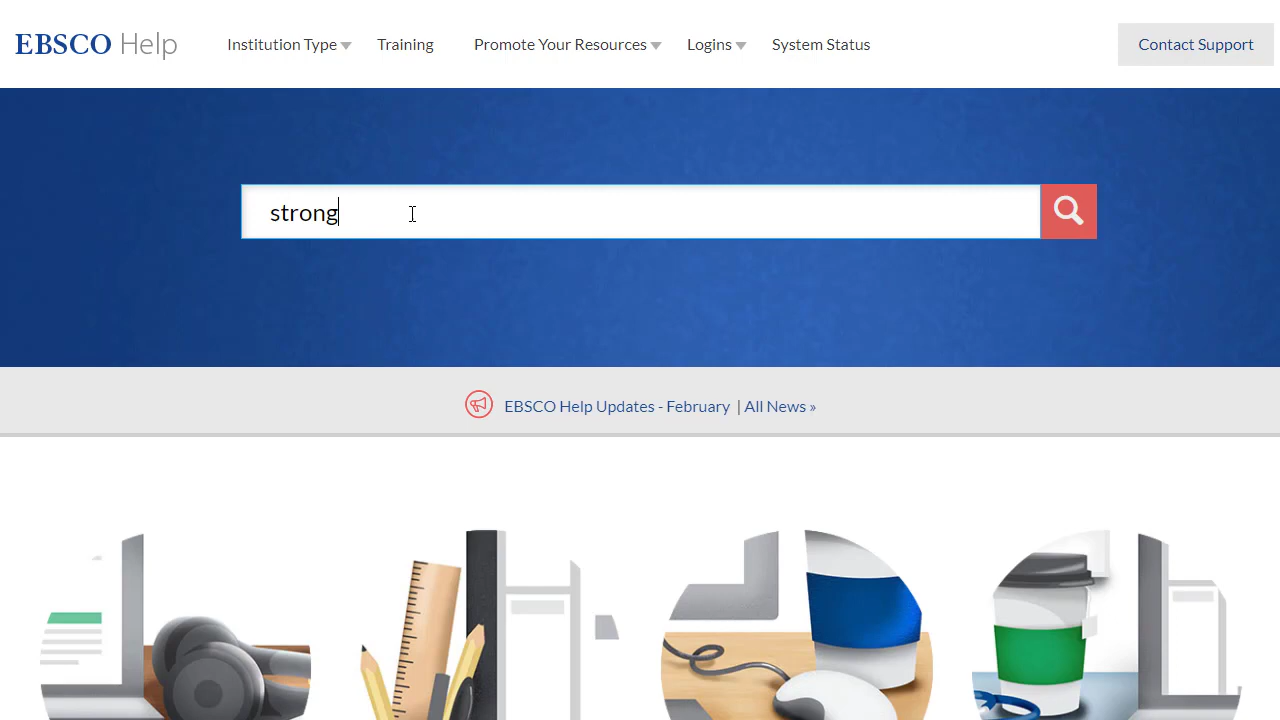 EBSCO Help
Institution Type Training Promote Your Resources Logins System Status Contact Support
strong
EBSCO Help Updates - February | All News »